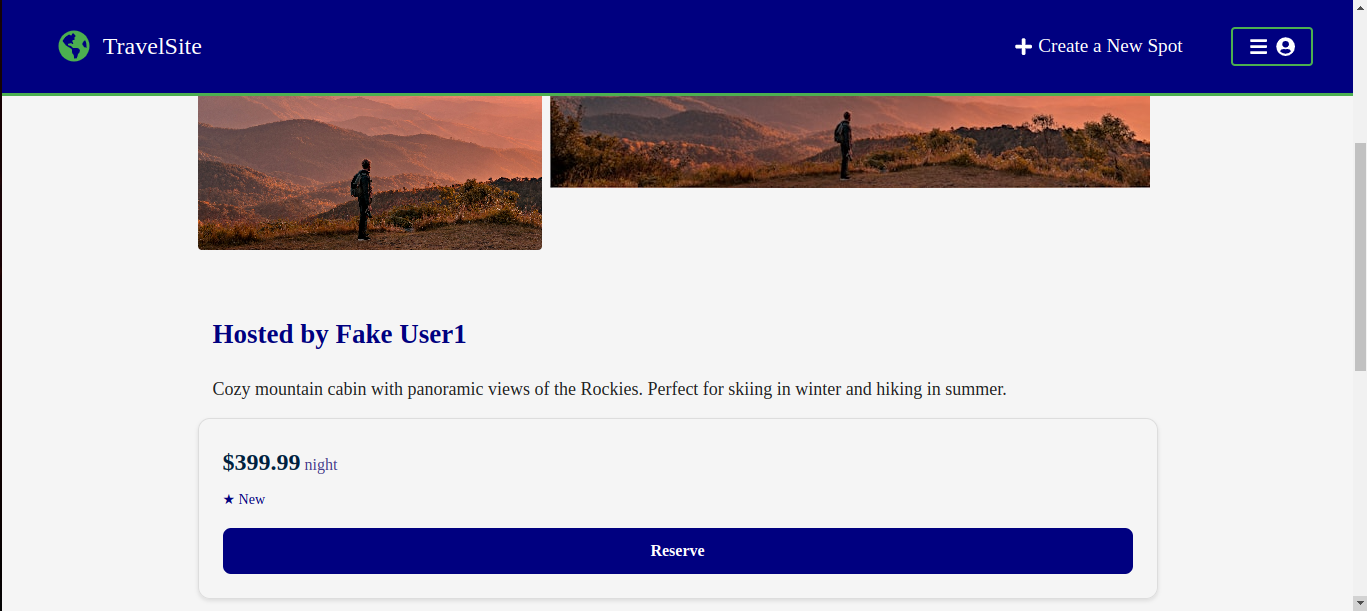 TravelSite
Create a New Spot
Hosted by Fake User1
Cozy mountain cabin with panoramic views of the Rockies. Perfect for skiing in winter and hiking in summer.
$399.99 night
★ New
Reserve